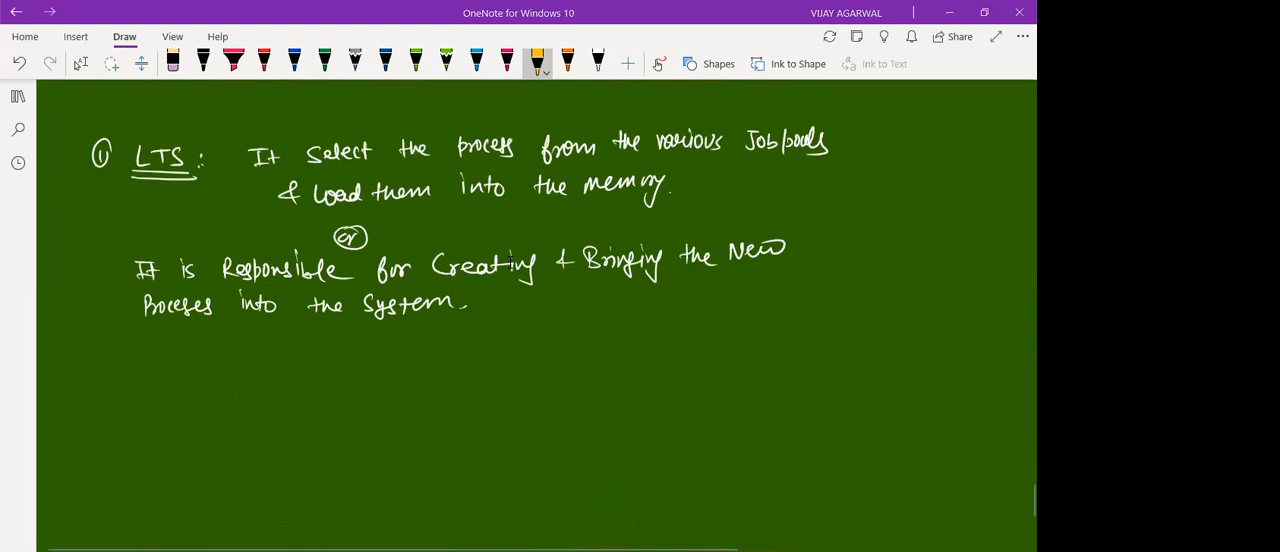 OneNote for Windows 10
VIJAY AGARWAL
Home Insert Draw View Help
Share
Shapes Ink to Shape Ink to Text
① LTS : It select the process from the various Job/pools
& load them into the memory.
or
It is Responsible for Creating & Bringing the New
Proceses into the system.